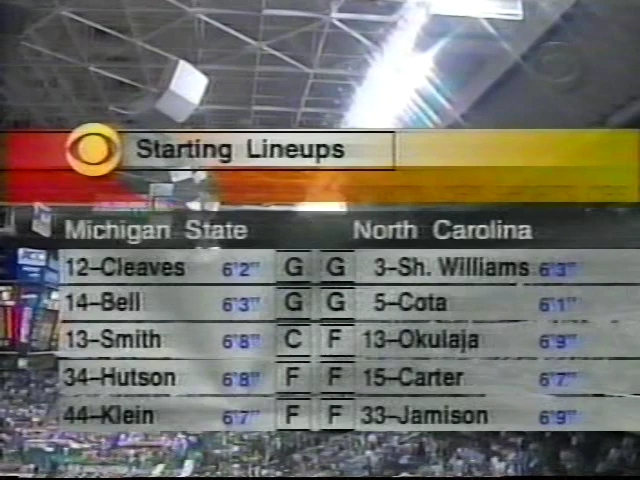 Starting Lineups
Michigan State North Carolina
12–Cleaves 6'2" G G 3–Sh. Williams 6'3"
14–Bell 6'3" G G 5–Cota 6'1"
13–Smith 6'8" C F 13–Okulaja 6'9"
34–Hutson 6'8" F F 15–Carter 6'7"
44–Klein 6'7" F F 33–Jamison 6'9"